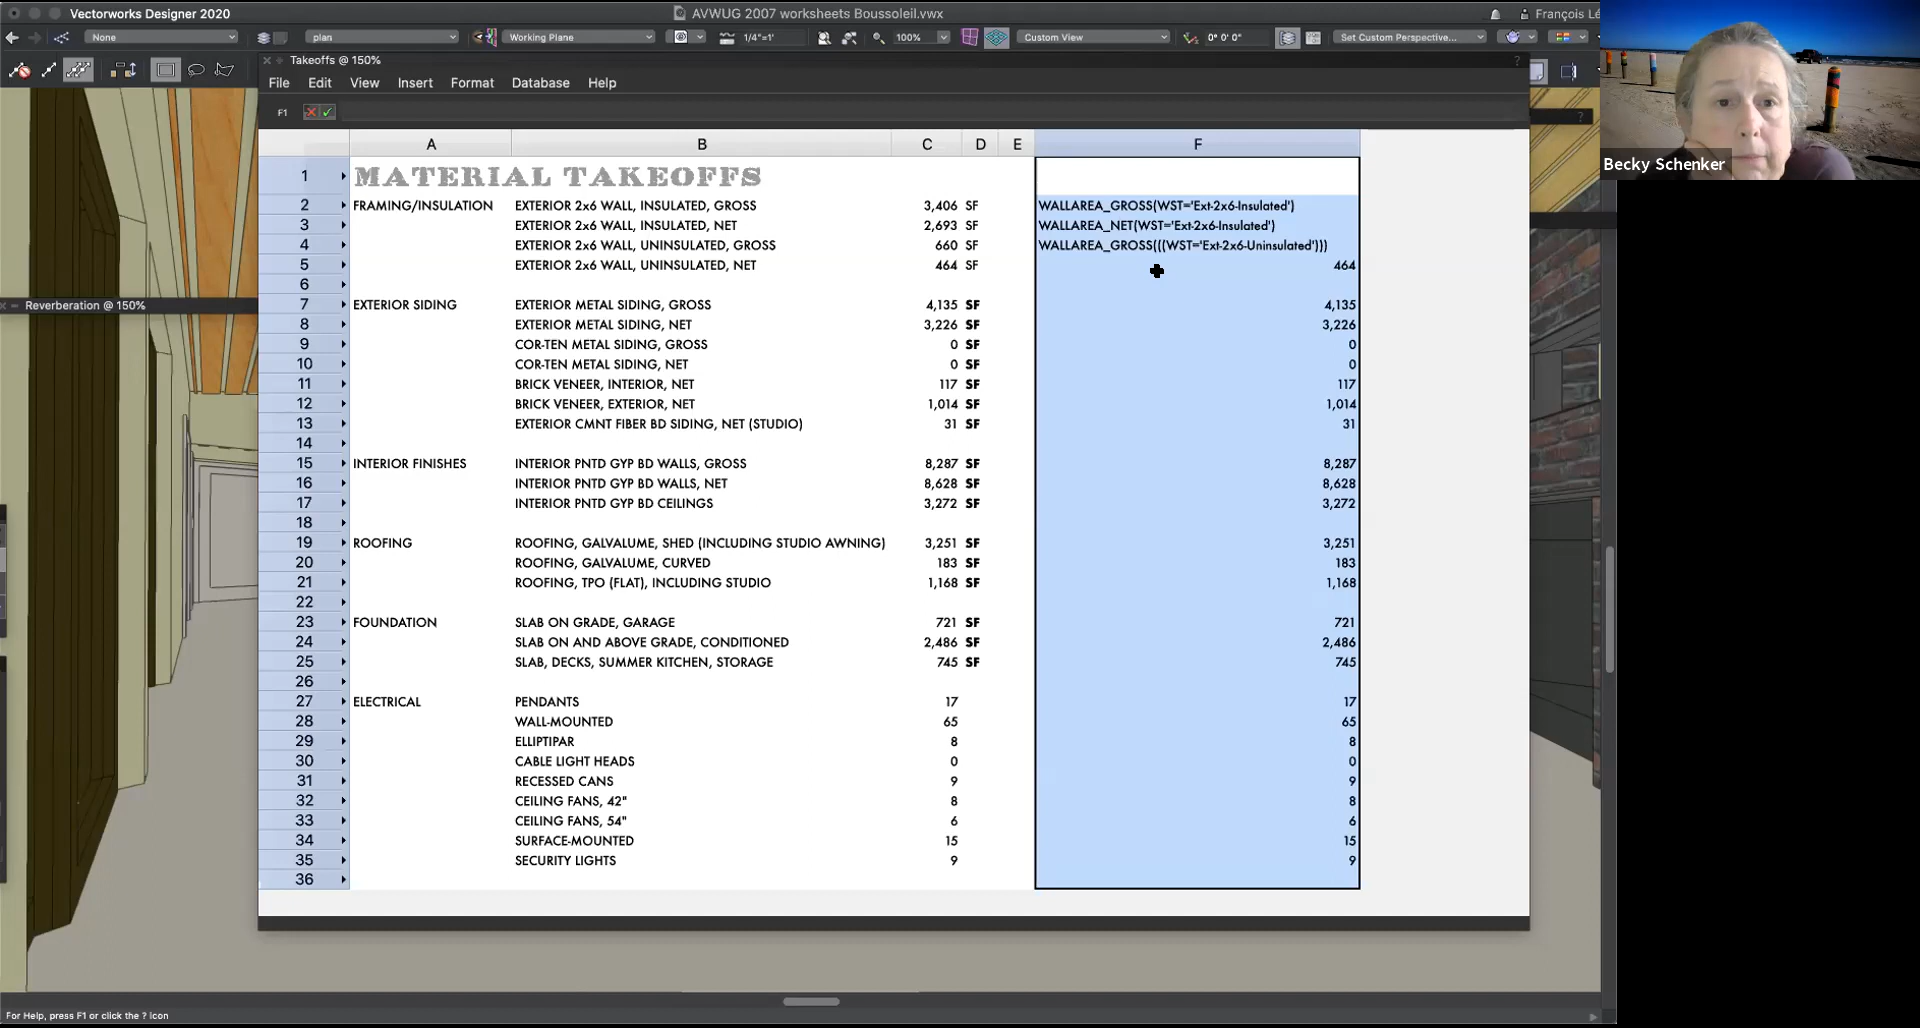 Vectorworks Designer 2020
AVWUG 2007 worksheets Boussoleil.vwx
François Lé
None
plan
Working Plane
1/4"=1'
100%
Custom View
0° 0' 0"
Set Custom Perspective...
Takeoffs @ 150%
?
File Edit View Insert Format Database Help
F1
?
Becky Schenker
Reverberation @ 150%
A B C D E F
1 MATERIAL TAKEOFFS
2 FRAMING/INSULATION EXTERIOR 2x6 WALL, INSULATED, GROSS 3,406 SF WALLAREA_GROSS(WST='Ext-2x6-Insulated')
3 EXTERIOR 2x6 WALL, INSULATED, NET 2,693 SF WALLAREA_NET(WST='Ext-2x6-Insulated')
4 EXTERIOR 2x6 WALL, UNINSULATED, GROSS 660 SF WALLAREA_GROSS(((WST='Ext-2x6-Uninsulated')))
5 EXTERIOR 2x6 WALL, UNINSULATED, NET 464 SF 464
6
7 EXTERIOR SIDING EXTERIOR METAL SIDING, GROSS 4,135 SF 4,135
8 EXTERIOR METAL SIDING, NET 3,226 SF 3,226
9 COR-TEN METAL SIDING, GROSS 0 SF 0
10 COR-TEN METAL SIDING, NET 0 SF 0
11 BRICK VENEER, INTERIOR, NET 117 SF 117
12 BRICK VENEER, EXTERIOR, NET 1,014 SF 1,014
13 EXTERIOR CMNT FIBER BD SIDING, NET (STUDIO) 31 SF 31
14
15 INTERIOR FINISHES INTERIOR PNTD GYP BD WALLS, GROSS 8,287 SF 8,287
16 INTERIOR PNTD GYP BD WALLS, NET 8,628 SF 8,628
17 INTERIOR PNTD GYP BD CEILINGS 3,272 SF 3,272
18
19 ROOFING ROOFING, GALVALUME, SHED (INCLUDING STUDIO AWNING) 3,251 SF 3,251
20 ROOFING, GALVALUME, CURVED 183 SF 183
21 ROOFING, TPO (FLAT), INCLUDING STUDIO 1,168 SF 1,168
22
23 FOUNDATION SLAB ON GRADE, GARAGE 721 SF 721
24 SLAB ON AND ABOVE GRADE, CONDITIONED 2,486 SF 2,486
25 SLAB, DECKS, SUMMER KITCHEN, STORAGE 745 SF 745
26
27 ELECTRICAL PENDANTS 17 17
28 WALL-MOUNTED 65 65
29 ELLIPTIPAR 8 8
30 CABLE LIGHT HEADS 0 0
31 RECESSED CANS 9 9
32 CEILING FANS, 42" 8 8
33 CEILING FANS, 54" 6 6
34 SURFACE-MOUNTED 15 15
35 SECURITY LIGHTS 9 9
36
For Help, press F1 or click the ? icon